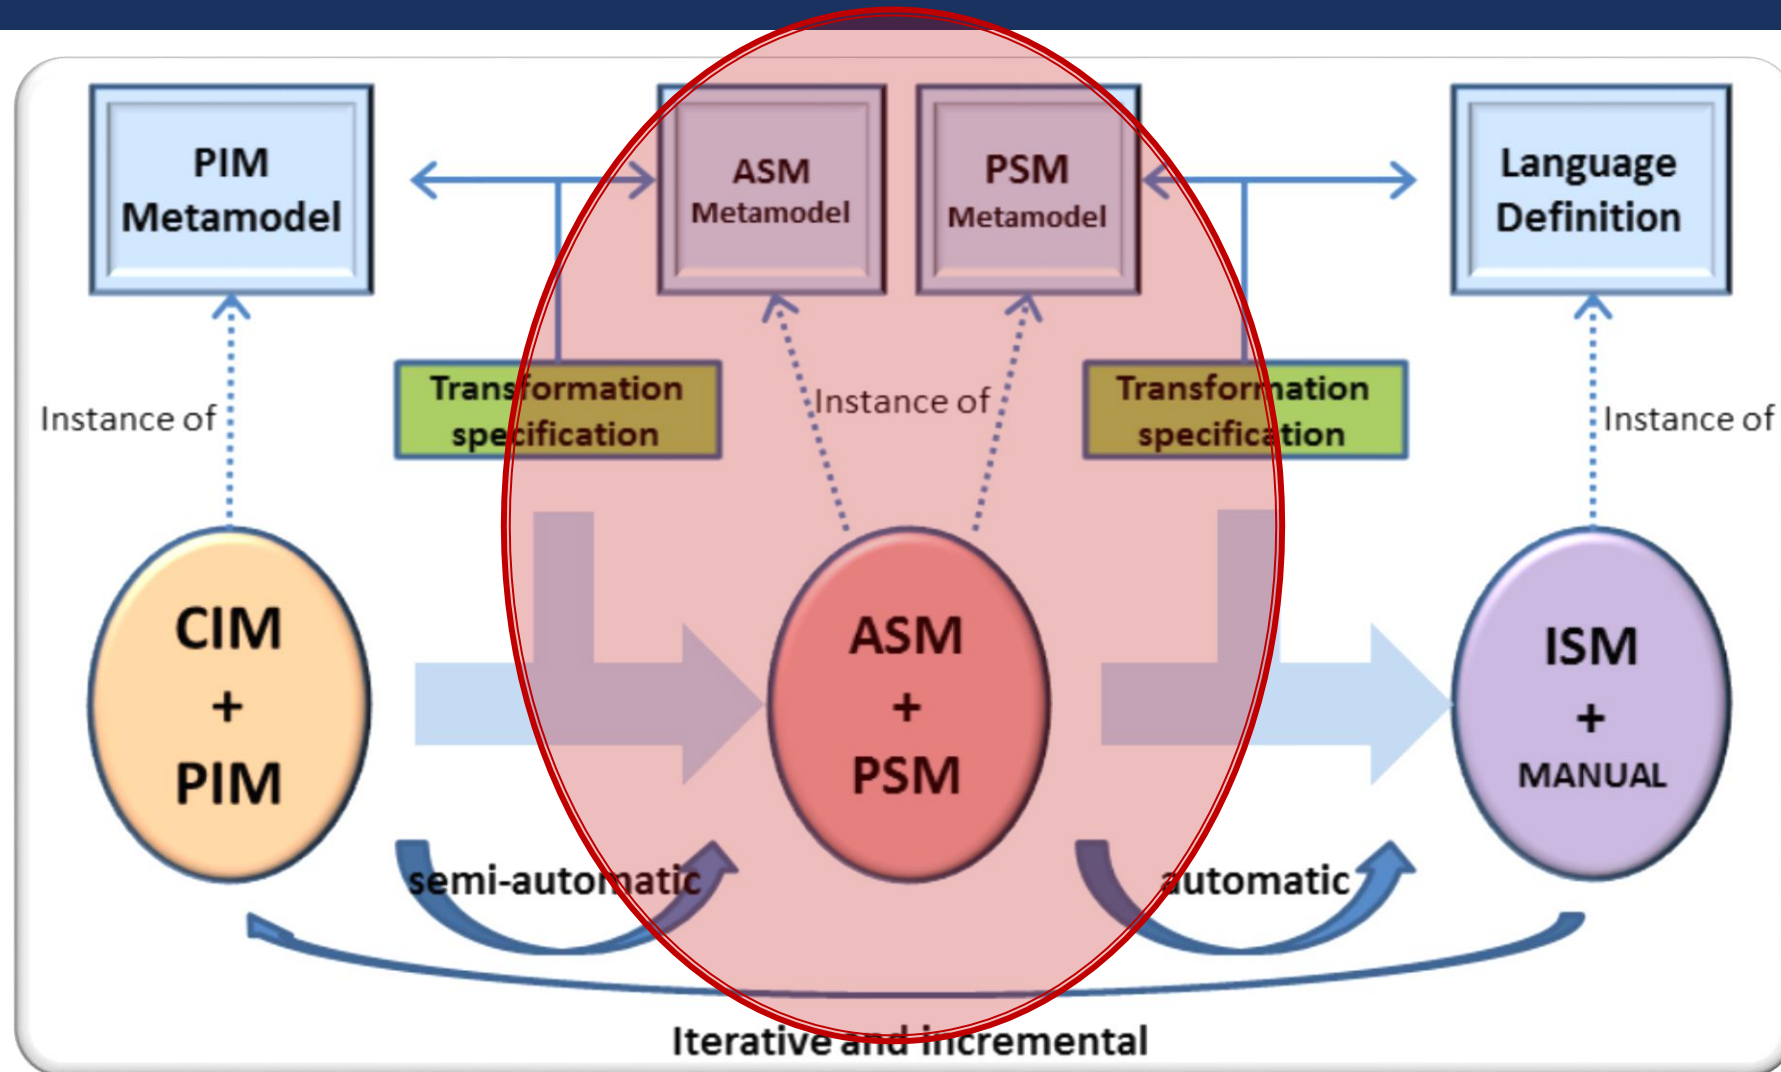 PIM
Metamodel
ASM
Metamodel
PSM
Metamodel
Language
Definition
Transformation
specification
Transformation
specification
Instance of
Instance of
Instance of
CIM
+
PIM
ASM
+
PSM
ISM
+
MANUAL
semi-automatic
automatic
Iterative and incremental